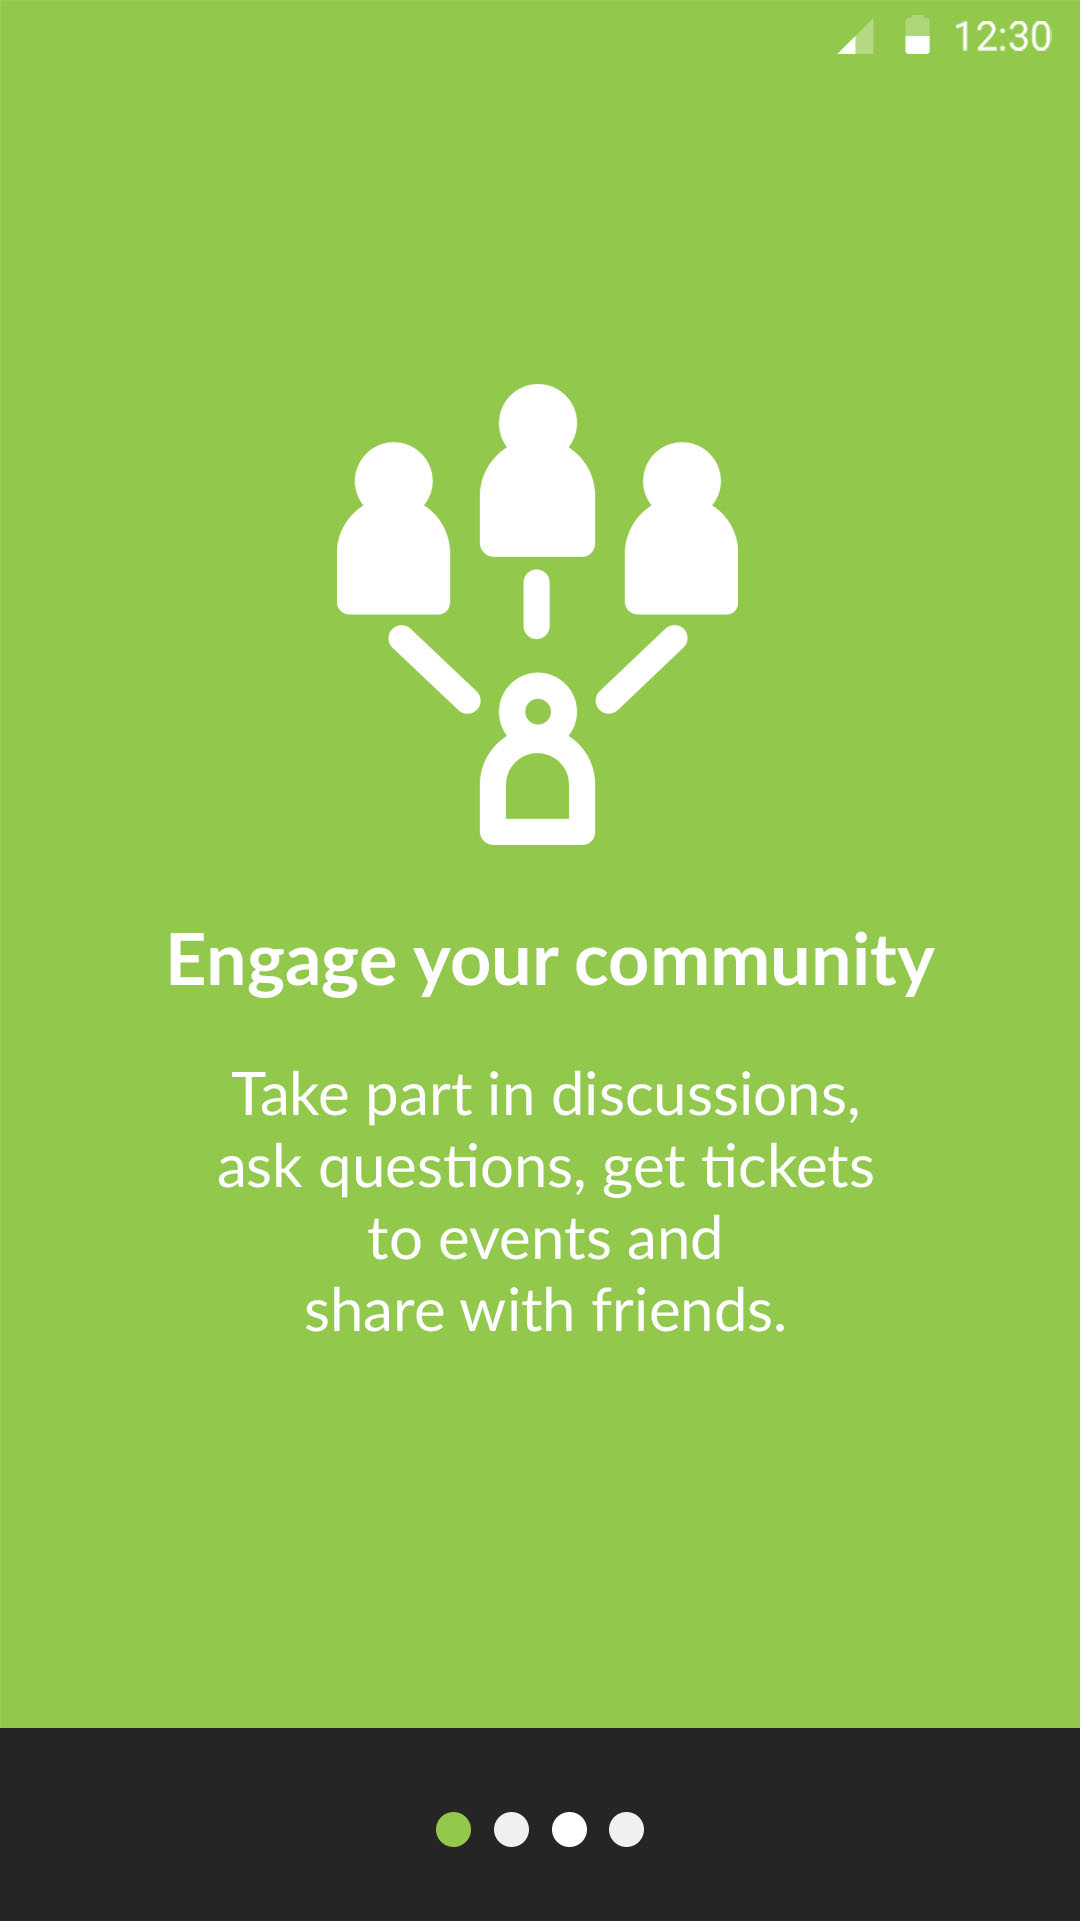 12:30
Engage your community
Take part in discussions,
ask questions, get tickets
to events and
share with friends.